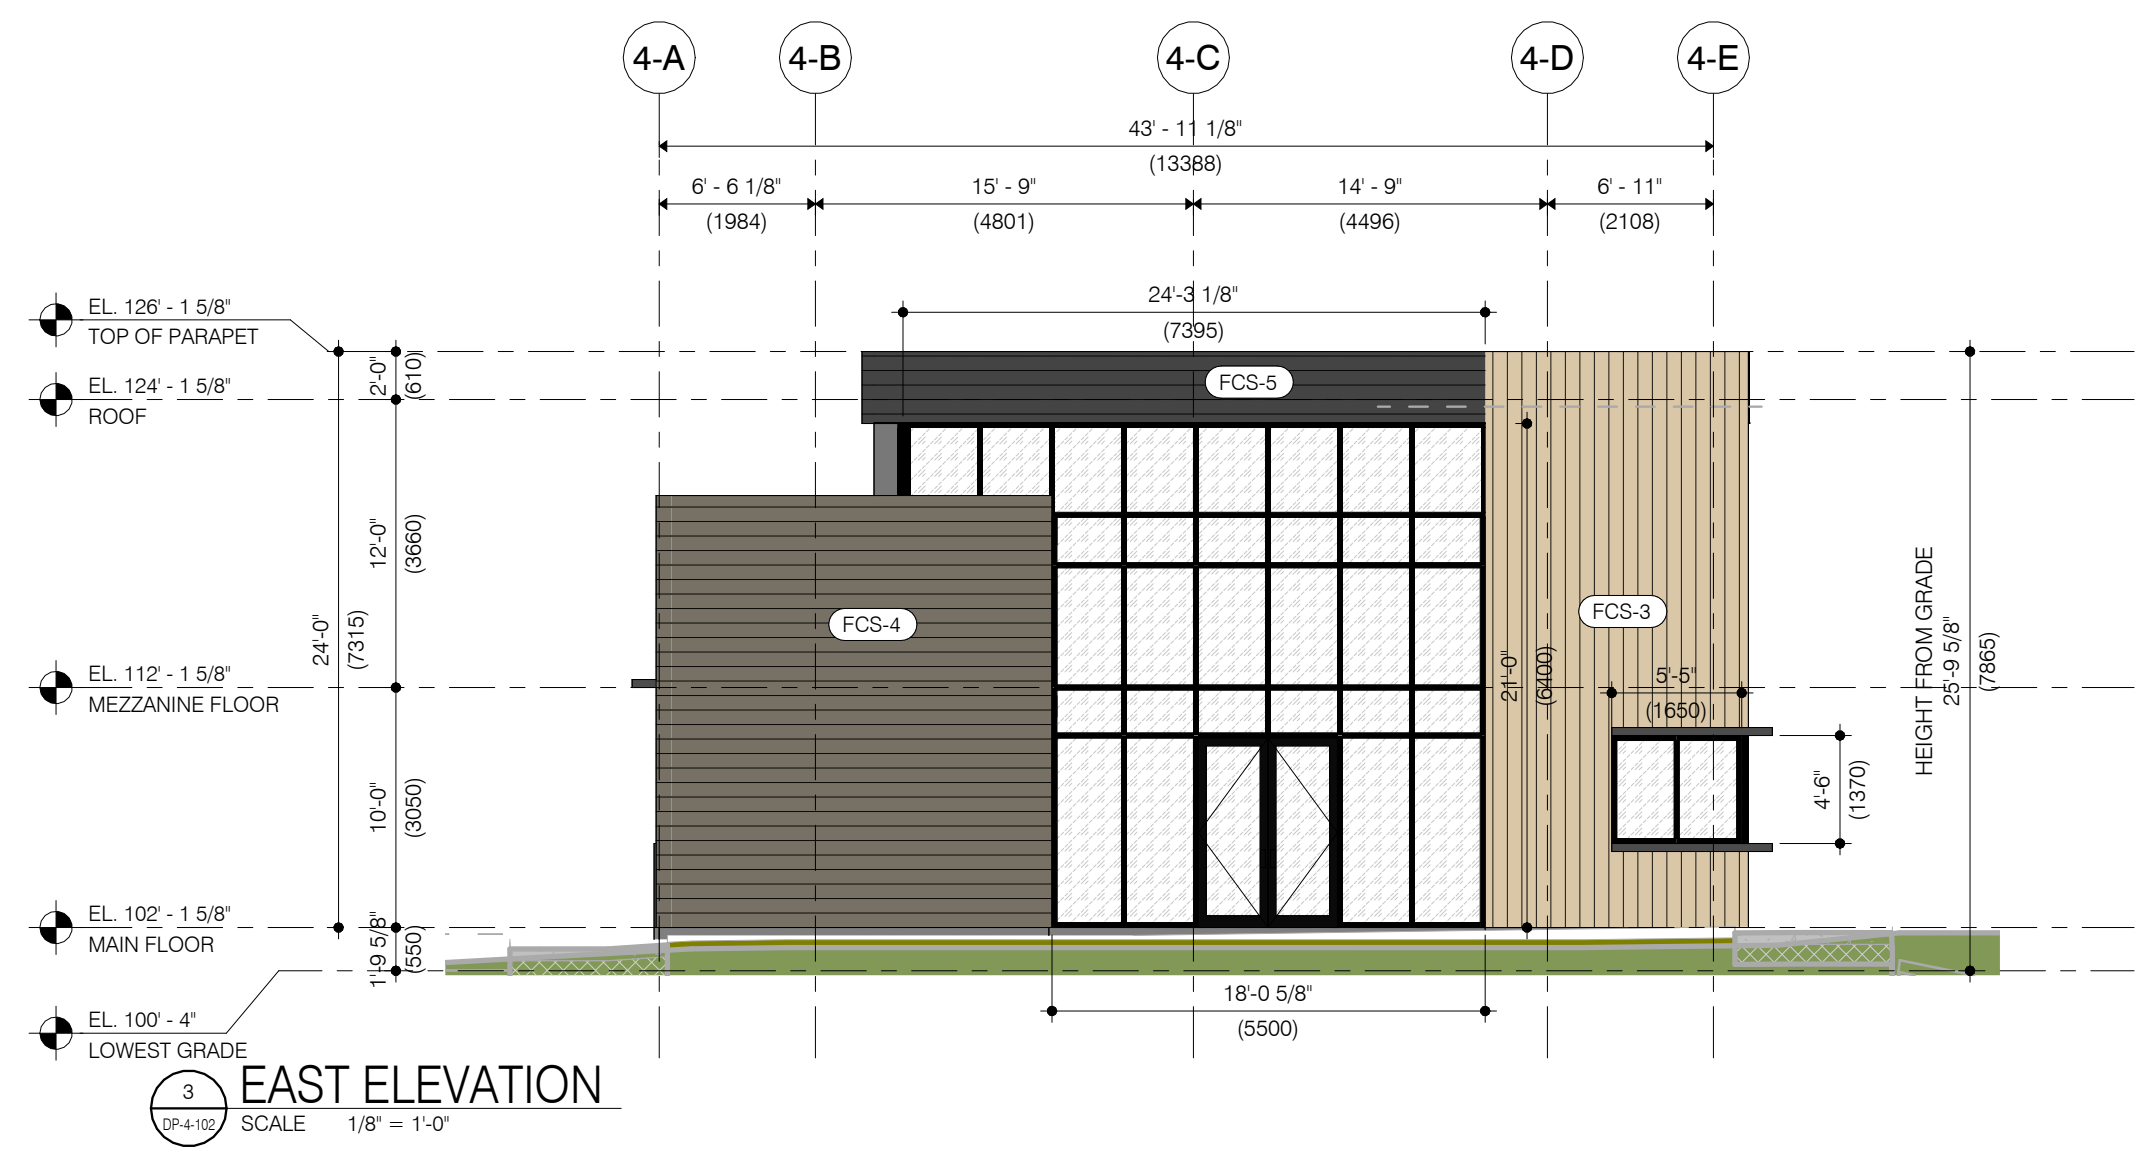 4-A 4-B 4-C 4-D 4-E
43' - 11 1/8"
(13388)
6' - 6 1/8" 15' - 9" 14' - 9" 6' - 11"
(1984) (4801) (4496) (2108)
24'-3 1/8"
(7395)
EL. 126' - 1 5/8"
TOP OF PARAPET
2'-0"
(610)
EL. 124' - 1 5/8"
ROOF
FCS-5
12'-0"
(3660)
24'-0"
(7315)
FCS-4
FCS-3
21'-0"
(6400)
5'-5"
(1650)
HEIGHT FROM GRADE
25'-9 5/8"
(7865)
EL. 112' - 1 5/8"
MEZZANINE FLOOR
10'-0"
(3050)
4'-6"
(1370)
EL. 102' - 1 5/8"
MAIN FLOOR
1'-9 5/8"
(550)
18'-0 5/8"
(5500)
EL. 100' - 4"
LOWEST GRADE
3
DP-4-102
EAST ELEVATION
SCALE 1/8" = 1'-0"